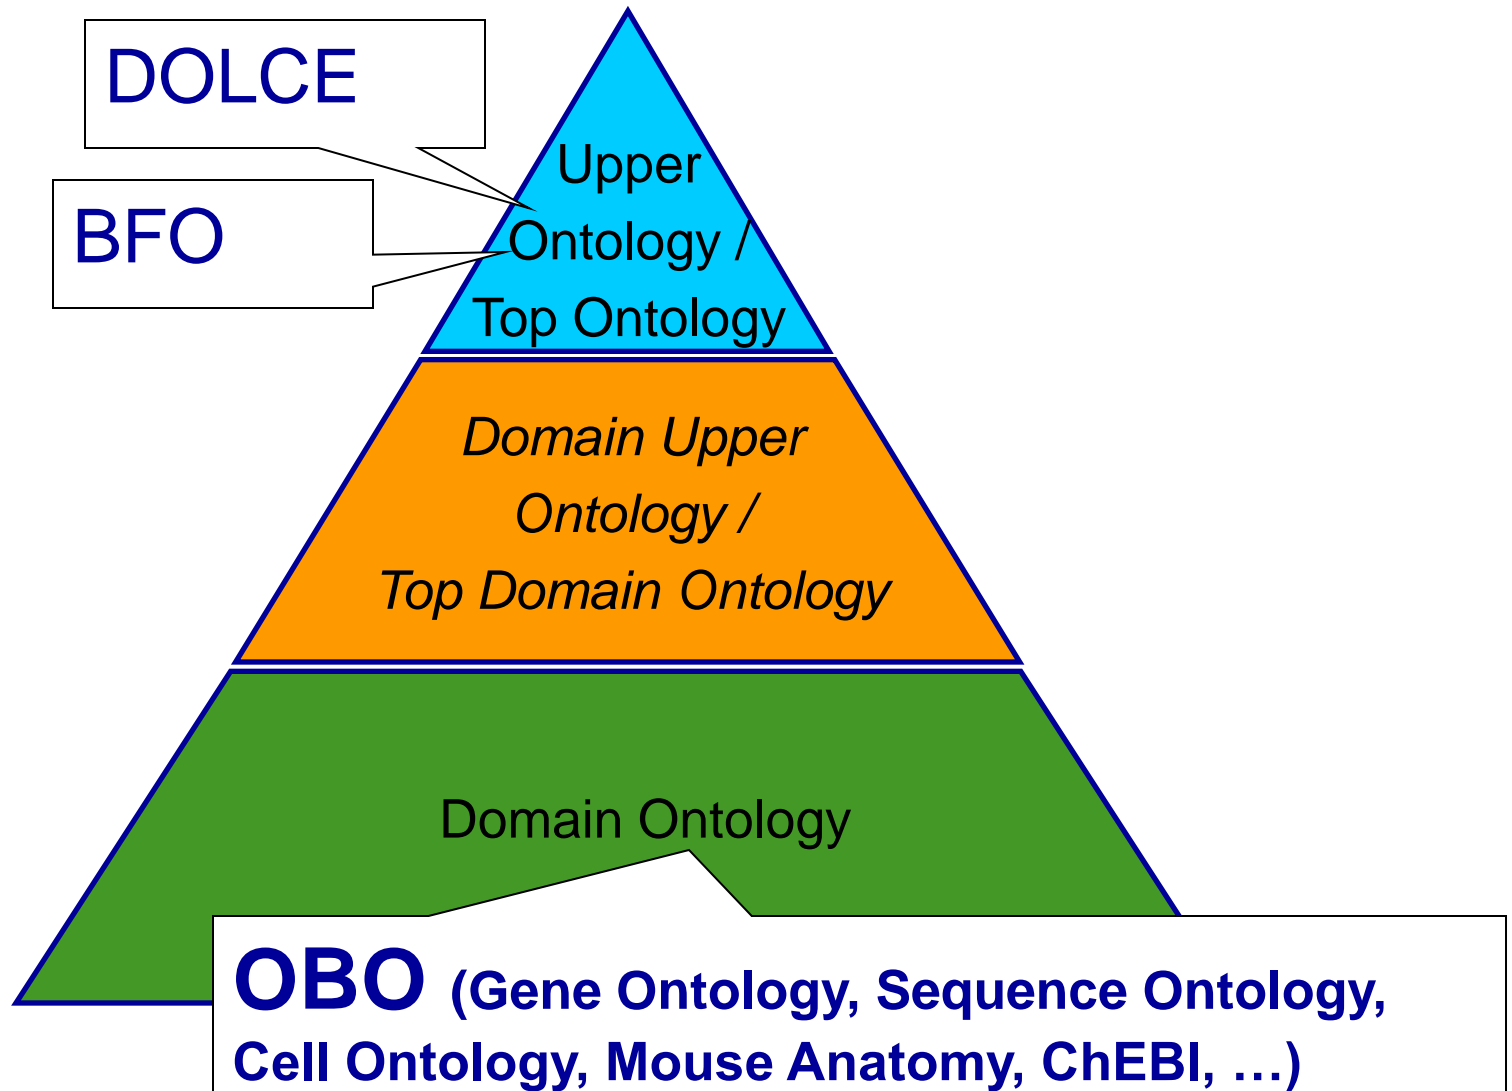 DOLCE
BFO
Upper
Ontology /
Top Ontology
Domain Upper
Ontology /
Top Domain Ontology
Domain Ontology
OBO (Gene Ontology, Sequence Ontology,
Cell Ontology, Mouse Anatomy, ChEBI, …)